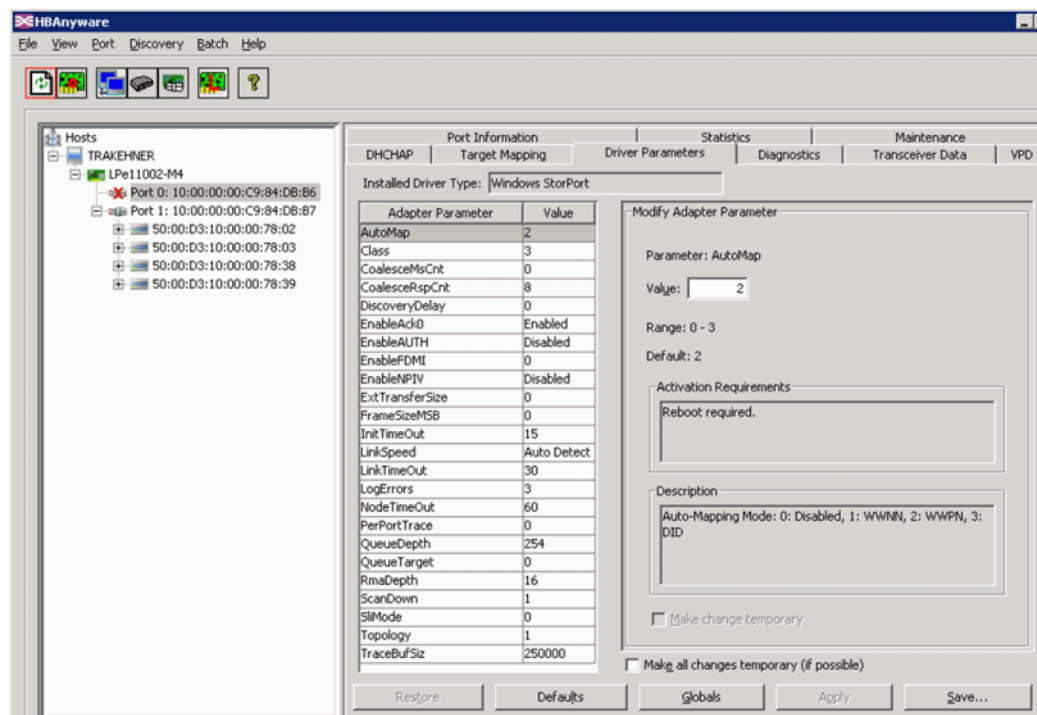 HBAnyware
File View Port Discovery Batch Help
Hosts
TRAKEHNER
LPe11002-M4
Port 0: 10:00:00:00:C9:84:DB:B6
Port 1: 10:00:00:00:C9:84:DB:B7
50:00:D3:10:00:00:78:02
50:00:D3:10:00:00:78:03
50:00:D3:10:00:00:78:38
50:00:D3:10:00:00:78:39
Port Information Statistics Maintenance
DHCHAP Target Mapping Driver Parameters Diagnostics Transceiver Data VPD
Installed Driver Type: Windows StorPort
Adapter Parameter Value
AutoMap 2
Class 3
CoalesceMsCnt 0
CoalesceRspCnt 8
DiscoveryDelay 0
EnableAck0 Enabled
EnableAUTH Disabled
EnableFDMI 0
EnableNPIV Disabled
ExtTransferSize 0
FrameSizeMSB 0
InitTimeOut 15
LinkSpeed Auto Detect
LinkTimeOut 30
LogErrors 3
NodeTimeOut 60
PerPortTrace 0
QueueDepth 254
QueueTarget 0
RmaDepth 16
ScanDown 1
SliMode 0
Topology 1
TraceBufSiz 250000
Modify Adapter Parameter
Parameter: AutoMap
Value: 2
Range: 0 - 3
Default: 2
Activation Requirements
Reboot required.
Description
Auto-Mapping Mode: 0: Disabled, 1: WWNN, 2: WWPN, 3:
DID
Make change temporary
Make all changes temporary (if possible)
Restore Defaults Globals Apply Save...